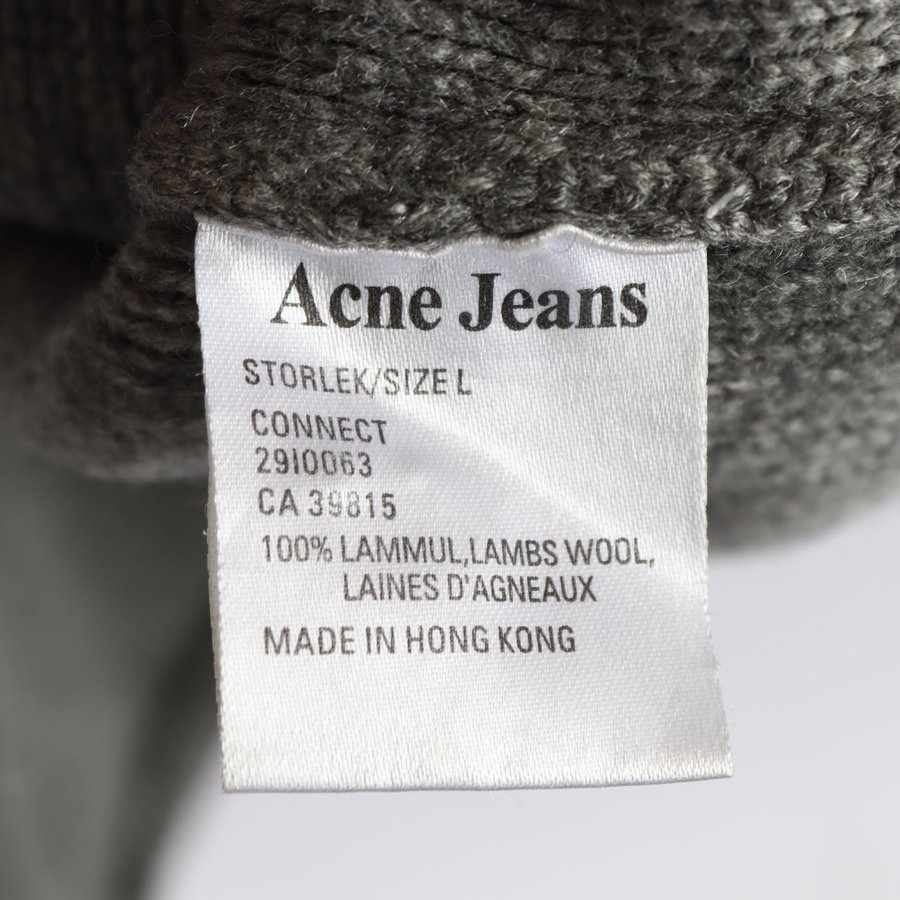 Acne Jeans
STORLEK/SIZE L
CONNECT
29I0063
CA 39815
100% LAMMUL,LAMBS WOOL,
LAINES D'AGNEAUX
MADE IN HONG KONG